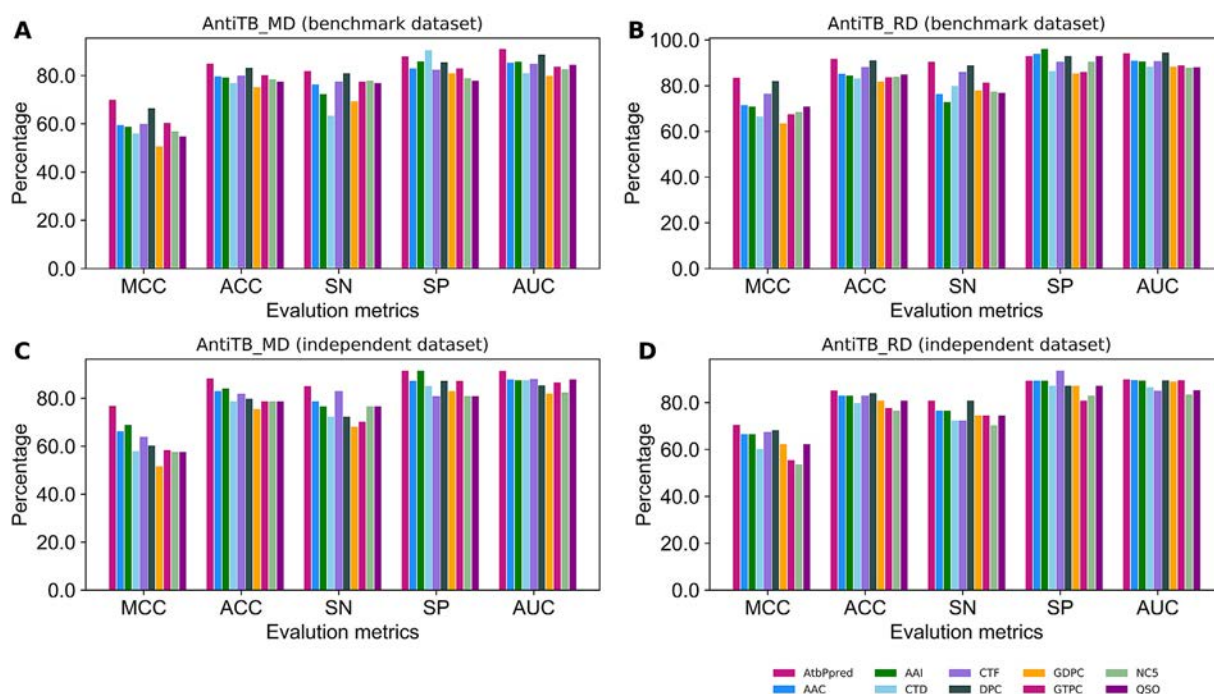 A
AntiTB_MD (benchmark dataset)
Percentage
80.0
60.0
40.0
20.0
0.0
MCC ACC SN SP AUC
Evalution metrics
B
AntiTB_RD (benchmark dataset)
Percentage
100.0
80.0
60.0
40.0
20.0
0.0
MCC ACC SN SP AUC
Evalution metrics
C
AntiTB_MD (independent dataset)
Percentage
80.0
60.0
40.0
20.0
0.0
MCC ACC SN SP AUC
Evalution metrics
D
AntiTB_RD (independent dataset)
Percentage
80.0
60.0
40.0
20.0
0.0
MCC ACC SN SP AUC
Evalution metrics
AtbPpred AAI CTF GDPC NC5
AAC CTD DPC GTPC QSO